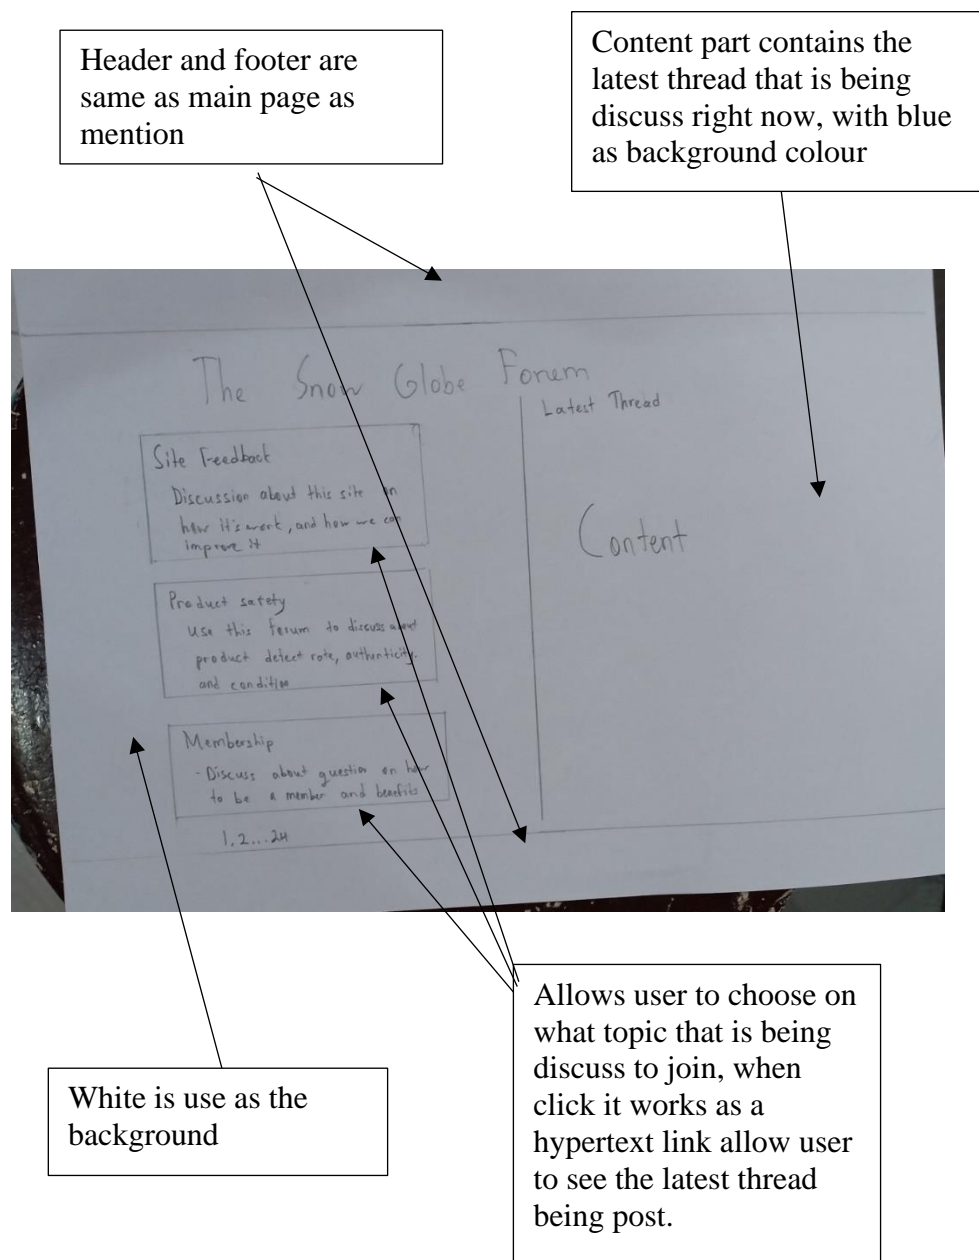 Header and footer are
same as main page as
mention
Content part contains the
latest thread that is being
discuss right now, with blue
as background colour
The Snow Globe Forum
Site Feedback
Discussion about this site on
how it's work, and how we can
improve it
Product safety
Use this forum to discuss about
product defect rate, authenticity.
and condition
Membership
- Discuss about question on how
to be a member and benefits
1, 2...24
Latest Thread
Content
White is use as the
background
Allows user to choose on
what topic that is being
discuss to join, when
click it works as a
hypertext link allow user
to see the latest thread
being post.